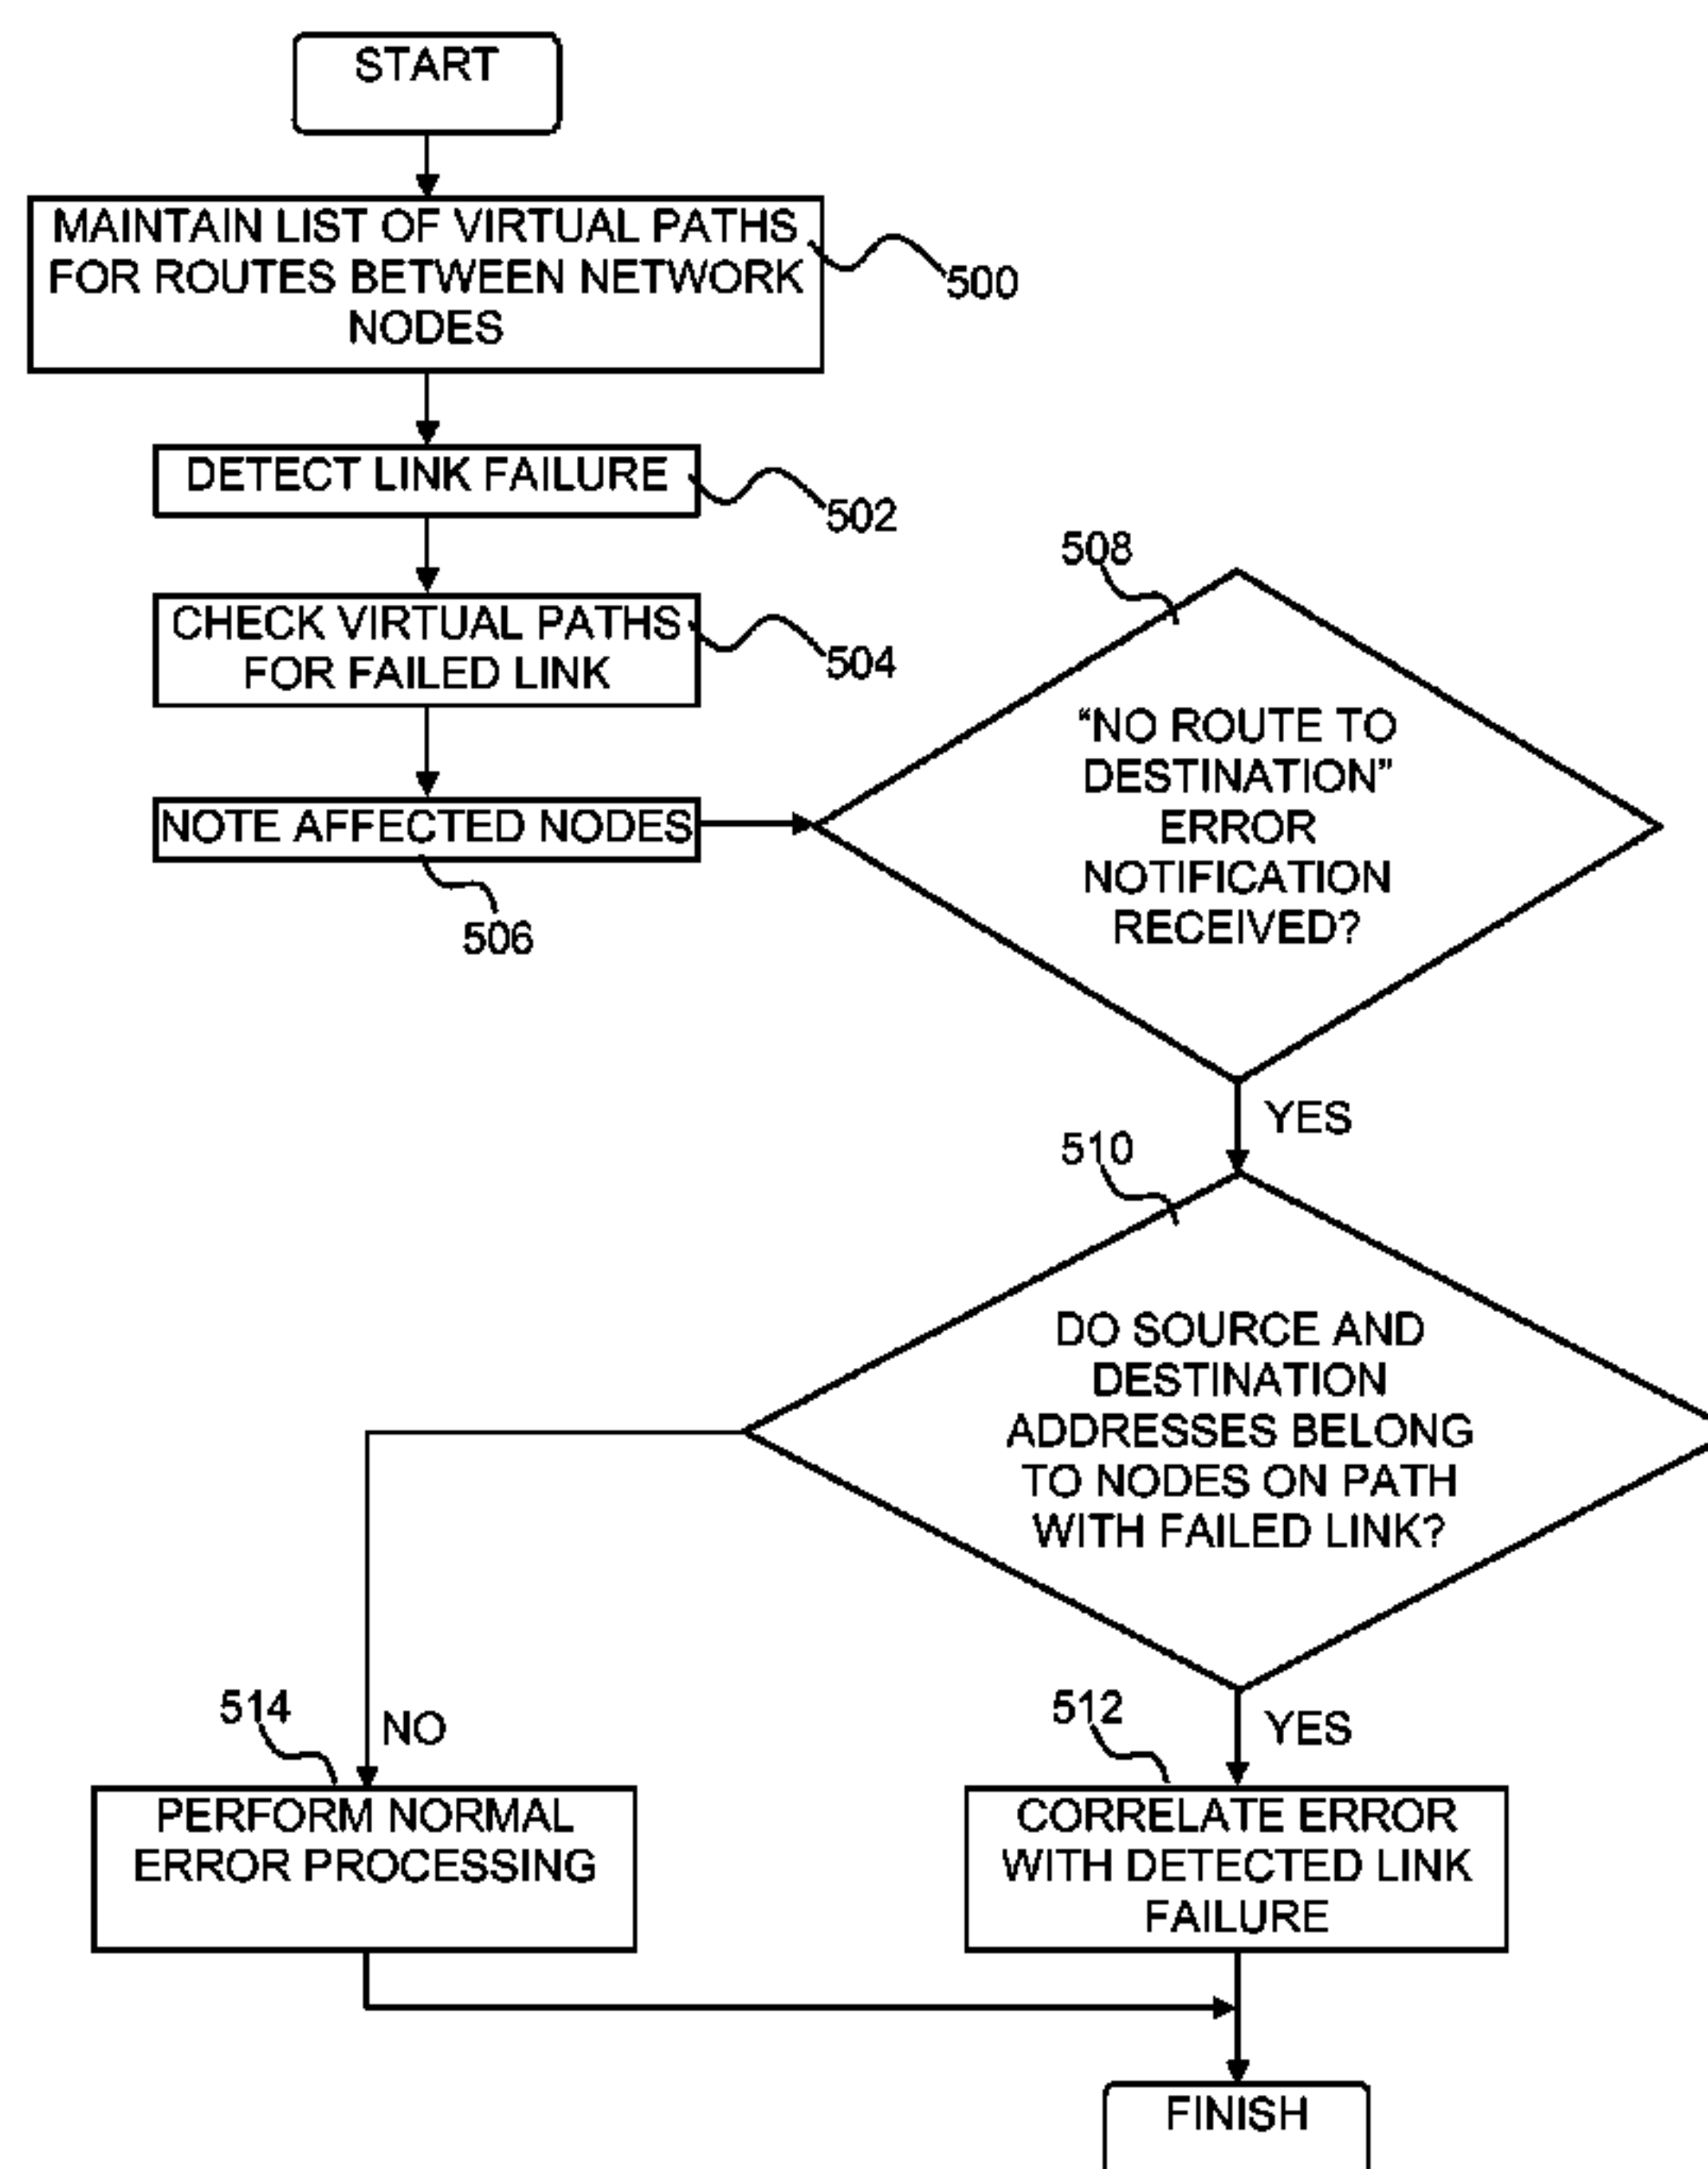 START
MAINTAIN LIST OF VIRTUAL PATHS
FOR ROUTES BETWEEN NETWORK
NODES
500
DETECT LINK FAILURE
502
CHECK VIRTUAL PATHS
FOR FAILED LINK
504
NOTE AFFECTED NODES
506
508
“NO ROUTE TO
DESTINATION”
ERROR
NOTIFICATION
RECEIVED?
YES
510
DO SOURCE AND
DESTINATION
ADDRESSES BELONG
TO NODES ON PATH
WITH FAILED LINK?
514
NO
512
YES
PERFORM NORMAL
ERROR PROCESSING
CORRELATE ERROR
WITH DETECTED LINK
FAILURE
FINISH